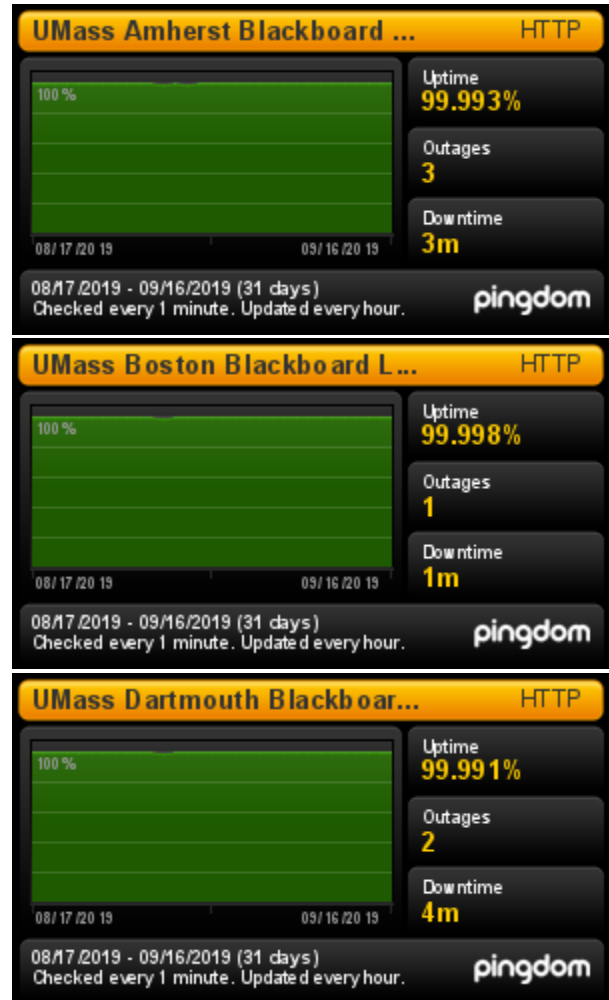 UMass Amherst Blackboard ... HTTP
100 %
Uptime
99.993%
Outages
3
Downtime
3m
08/17/2019 09/16/2019
08/17/2019 - 09/16/2019 (31 days)
Checked every 1 minute. Updated every hour.
pingdom
UMass Boston Blackboard L... HTTP
100 %
Uptime
99.998%
Outages
1
Downtime
1m
08/17/2019 09/16/2019
08/17/2019 - 09/16/2019 (31 days)
Checked every 1 minute. Updated every hour.
pingdom
UMass Dartmouth Blackboar... HTTP
100 %
Uptime
99.991%
Outages
2
Downtime
4m
08/17/2019 09/16/2019
08/17/2019 - 09/16/2019 (31 days)
Checked every 1 minute. Updated every hour.
pingdom